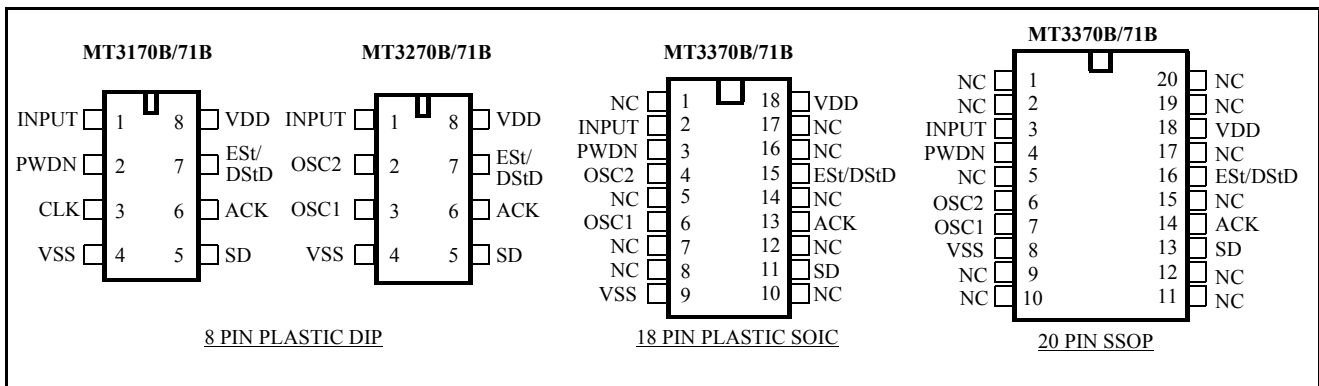 MT3170B/71B
INPUT 1 8 VDD
PWDN 2 7 ESt/
DStD
CLK 3 6 ACK
VSS 4 5 SD
MT3270B/71B
INPUT 1 8 VDD
OSC2 2 7 ESt/
DStD
OSC1 3 6 ACK
VSS 4 5 SD
8 PIN PLASTIC DIP
MT3370B/71B
NC 1 18 VDD
INPUT 2 17 NC
PWDN 3 16 NC
OSC2 4 15 ESt/DStD
NC 5 14 NC
OSC1 6 13 ACK
NC 7 12 NC
NC 8 11 SD
VSS 9 10 NC
18 PIN PLASTIC SOIC
MT3370B/71B
NC 1 20 NC
NC 2 19 NC
INPUT 3 18 VDD
PWDN 4 17 NC
NC 5 16 ESt/DStD
OSC2 6 15 NC
OSC1 7 14 ACK
VSS 8 13 SD
NC 9 12 NC
NC 10 11 NC
20 PIN SSOP